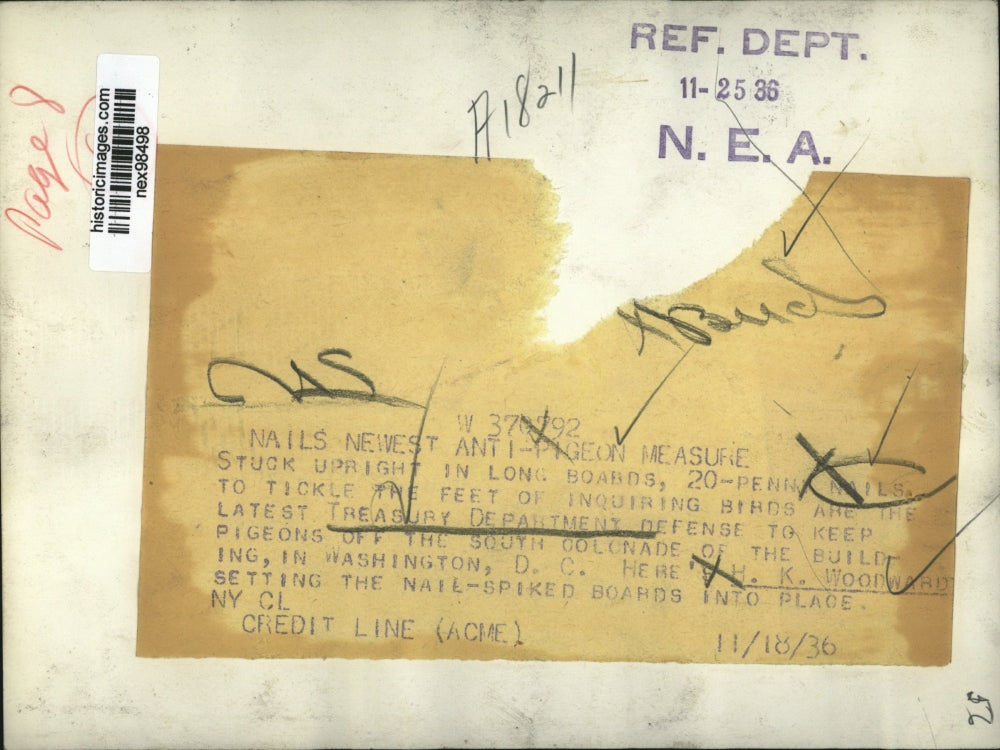 REF. DEPT.
11-25 36
N. E. A.
A18211
Page 8
historicimages.com
nex98498
NAILS NEWEST ANTI-PIGEON MEASURE
STUCK UPRIGHT IN LONG BOARDS, 20-PENNY NAILS,
TO TICKLE THE FEET OF INQUIRING BIRDS ARE THE
LATEST TREASURY DEPARTMENT DEFENSE TO KEEP
PIGEONS OFF THE SOUTH COLONADE OF THE BUILD-
ING, IN WASHINGTON, D. C. HERE'S H. K. WOODWARD
SETTING THE NAIL-SPIKED BOARDS INTO PLACE.
NY CL
CREDIT LINE (ACME)
11/18/36
52